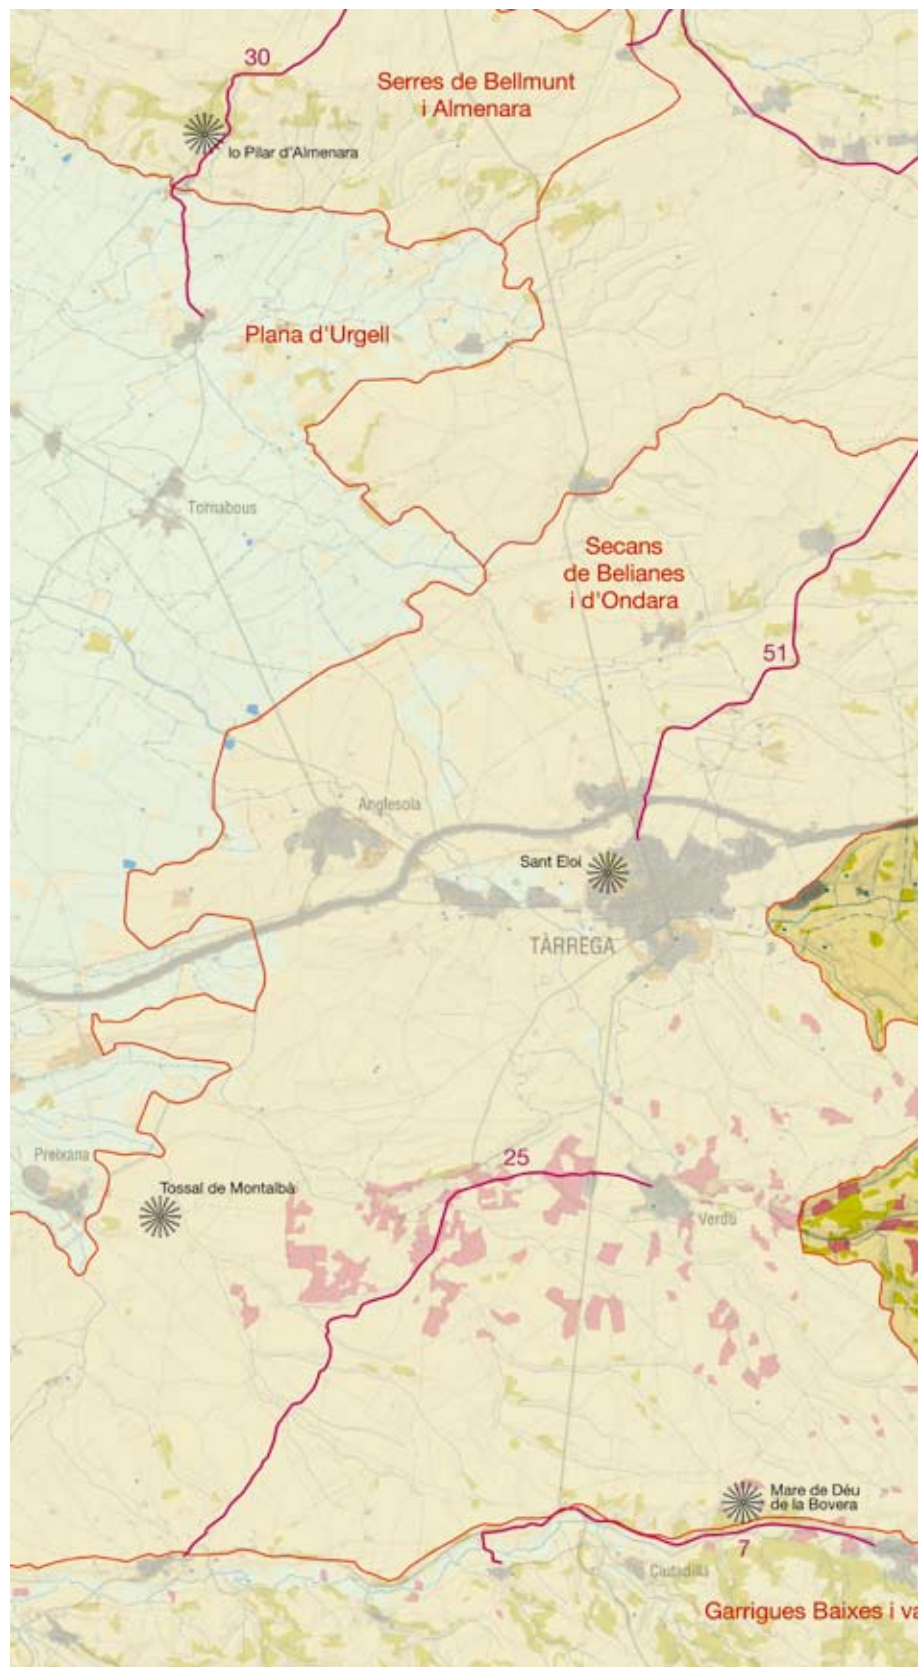 30
Serres de Bellmunt
i Almenara
lo Pilar d'Almenara
Plana d'Urgell
Tornabous
Secans
de Belianes
i d'Ondara
51
Anglesola
Sant Eloi
TÀRREGA
Preixana
25
Tossal de Montalbà
Verdú
Mare de Déu
de la Bovera
7
Ciutadilla
Garrigues Baixes i va